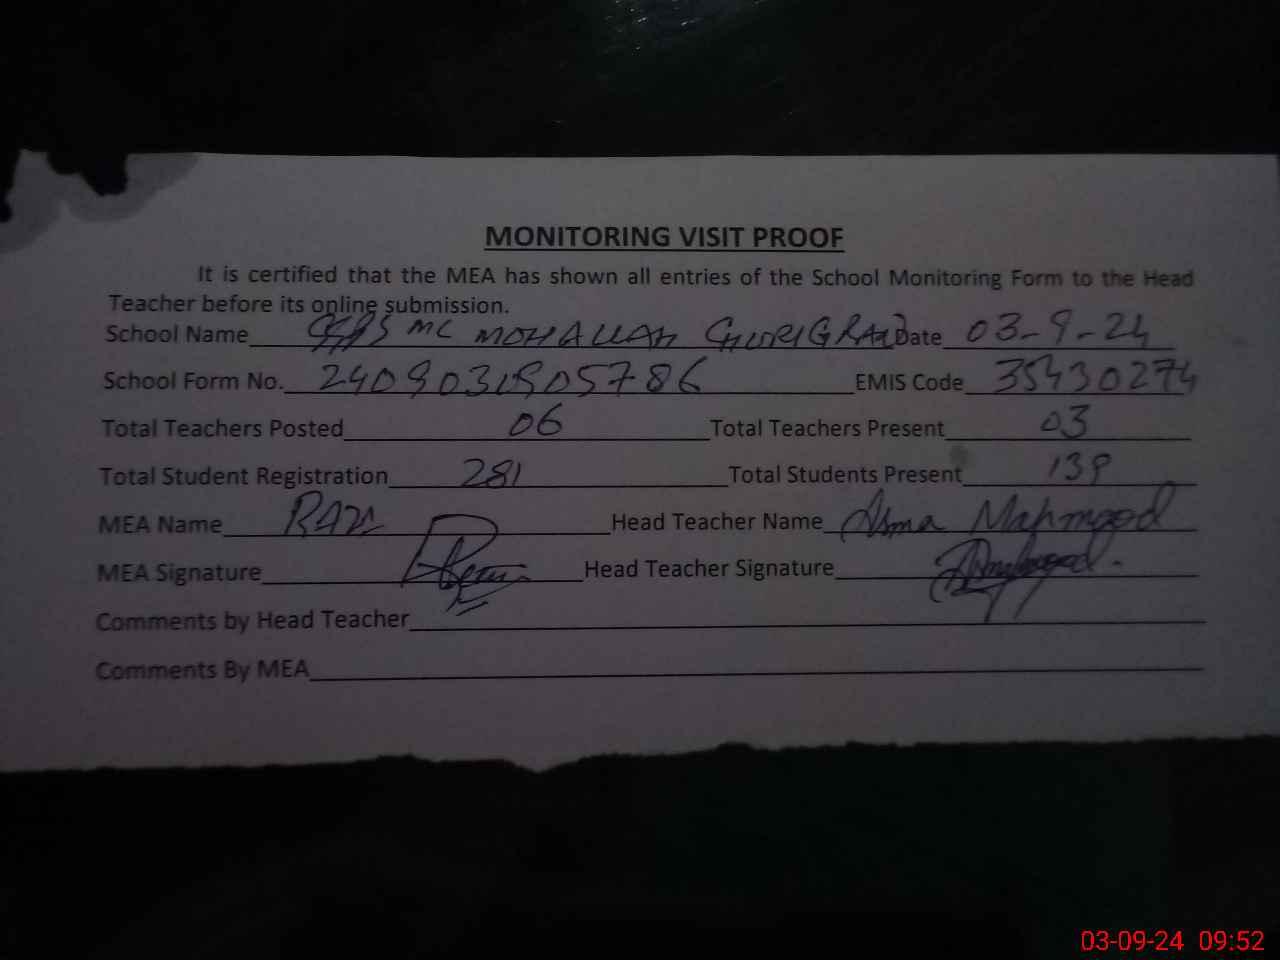 MONITORING VISIT PROOF
It is certified that the MEA has shown all entries of the School Monitoring Form to the Head
Teacher before its online submission.
School Name MC MOHALLAH Date 03-9-24
School Form No. EMIS Code 35430274
Total Teachers Posted 06 Total Teachers Present 03
Total Student Registration 281 Total Students Present 139
MEA Name Head Teacher Name Asma Mahmood
MEA Signature Head Teacher Signature
Comments by Head Teacher
Comments By MEA
03-09-24 09:52